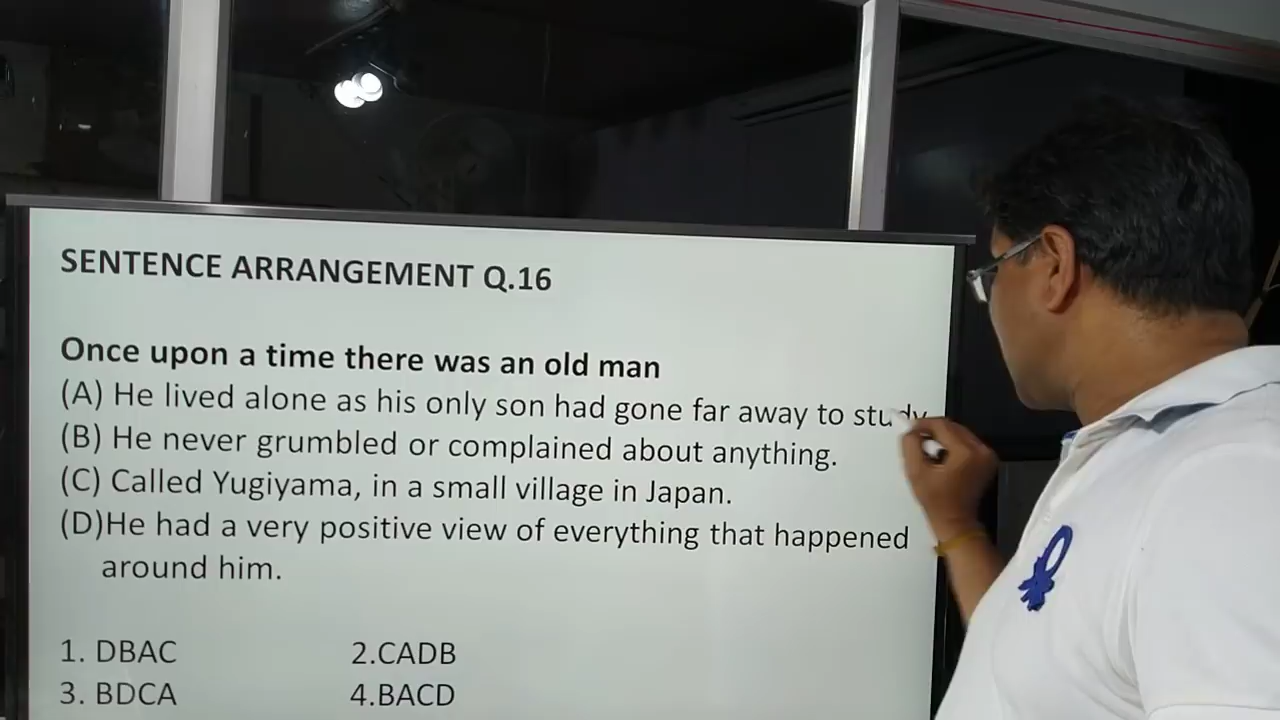 SENTENCE ARRANGEMENT Q.16
Once upon a time there was an old man
(A) He lived alone as his only son had gone far away to study
(B) He never grumbled or complained about anything.
(C) Called Yugiyama, in a small village in Japan.
(D)He had a very positive view of everything that happened
around him.
1. DBAC 2.CADB
3. BDCA 4.BACD